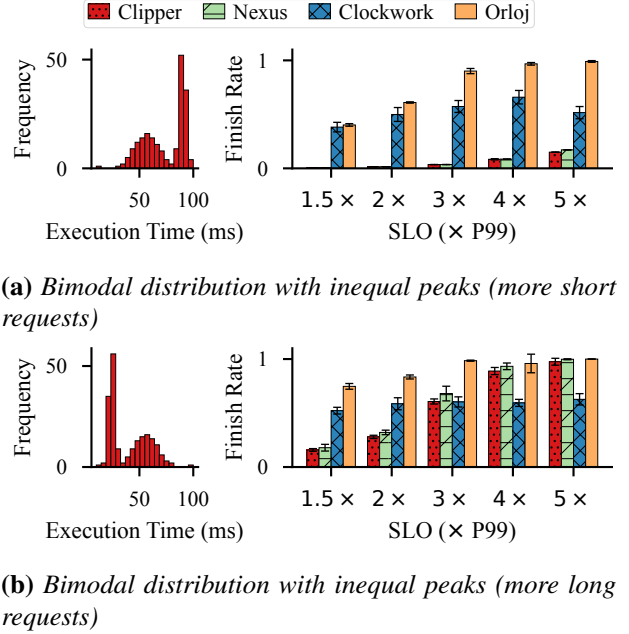 Clipper Nexus Clockwork Orloj
Frequency
50
0
50 100
Execution Time (ms)
Finish Rate
1
0
1.5 × 2 × 3 × 4 × 5 ×
SLO (× P99)
(a) Bimodal distribution with inequal peaks (more short
requests)
Frequency
50
0
50 100
Execution Time (ms)
Finish Rate
1
0
1.5 × 2 × 3 × 4 × 5 ×
SLO (× P99)
(b) Bimodal distribution with inequal peaks (more long
requests)